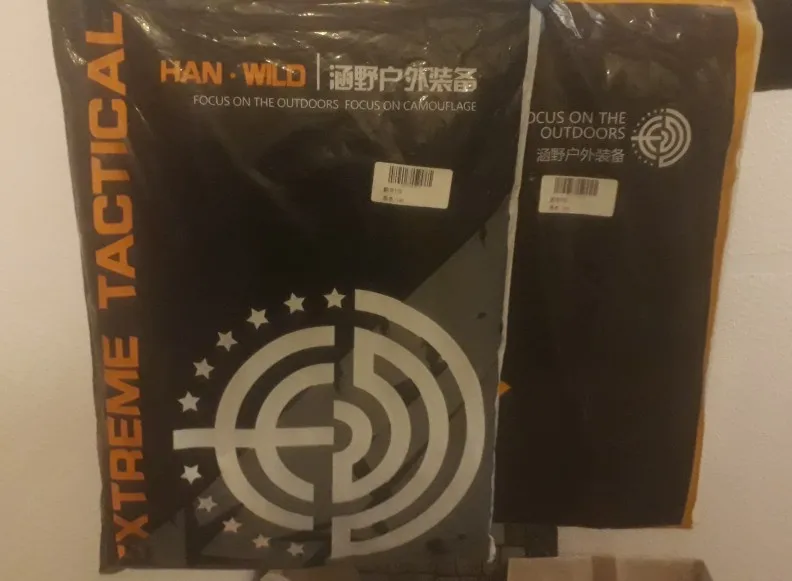 EXTREME TACTICAL
HAN·WILD 涵野户外装备
FOCUS ON THE OUTDOORS FOCUS ON CAMOUFLAGE
OCUS ON THE
OUTDOORS
涵野户外装备